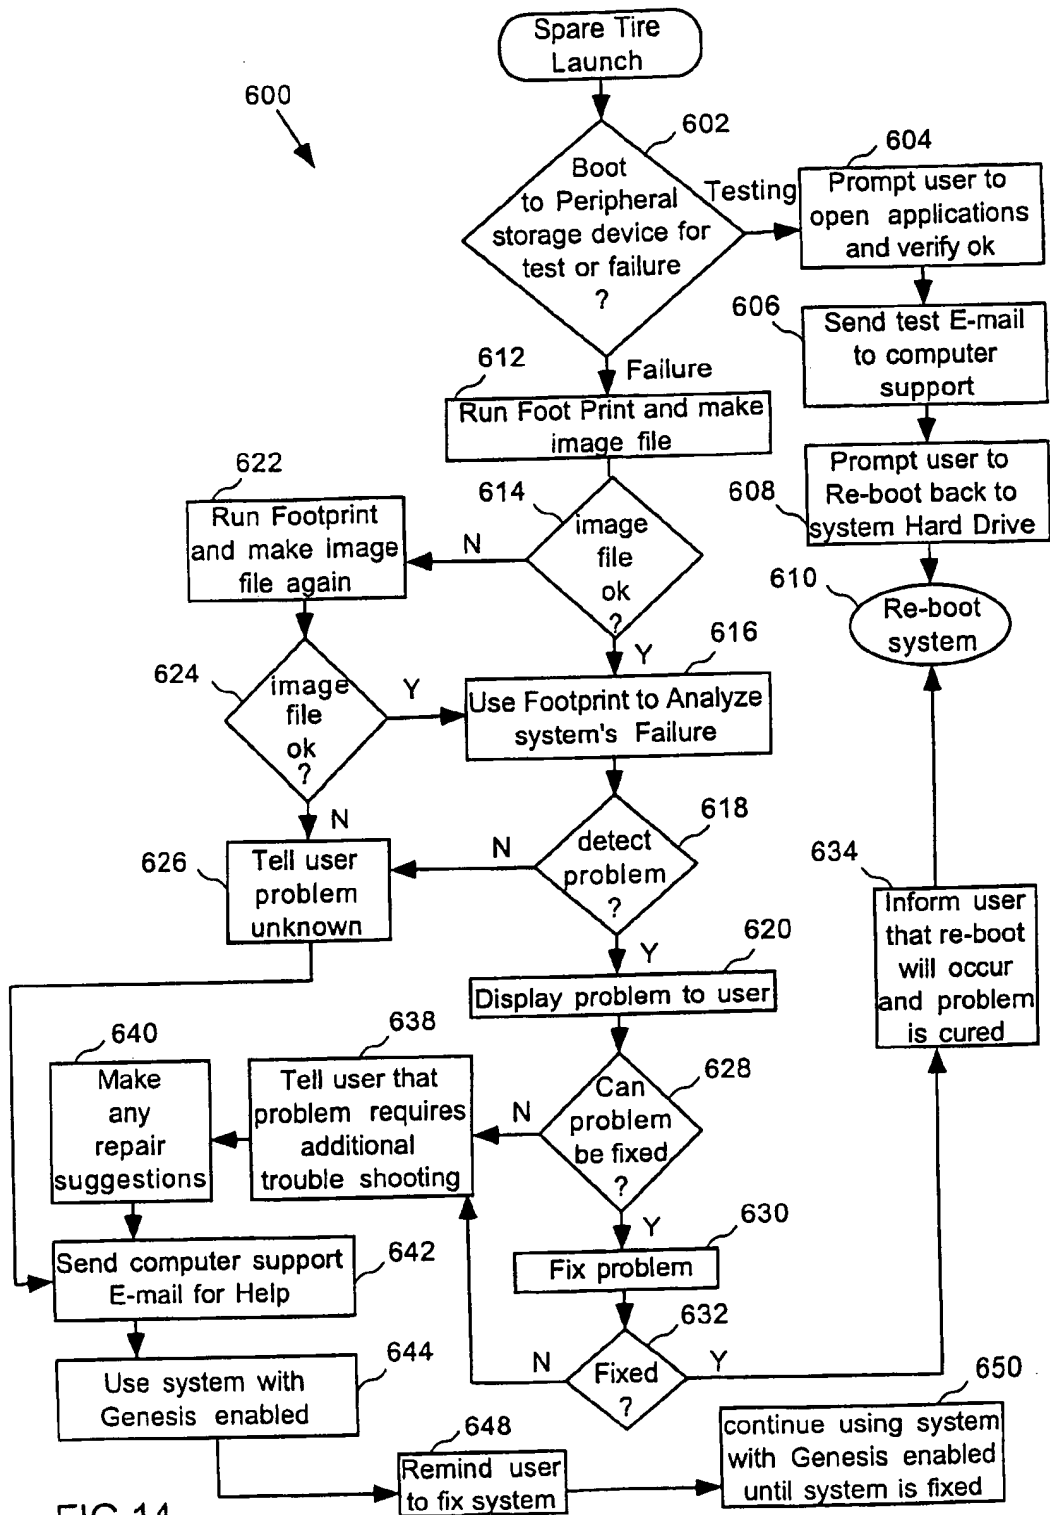 Spare Tire
Launch
600
602
Boot
to Peripheral
storage device for
test or failure
?
Testing
604
Prompt user to
open applications
and verify ok
606
Send test E-mail
to computer
support
Failure
612
Run Foot Print and make
image file
608
Prompt user to
Re-boot back to
system Hard Drive
622
Run Footprint
and make image
file again
N
614
image
file
ok
?
Y
610
Re-boot
system
624
image
file
ok
?
Y
N
616
Use Footprint to Analyze
system's Failure
618
detect
problem
?
N
Y
626
Tell user
problem
unknown
634
Inform user
that re-boot
will occur
and problem
is cured
620
Display problem to user
628
Can
problem
be fixed
?
N
Y
638
Tell user that
problem requires
additional
trouble shooting
640
Make
any
repair
suggestions
630
Fix problem
642
Send computer support
E-mail for Help
632
Fixed
?
N
Y
644
Use system with
Genesis enabled
648
Remind user
to fix system
650
continue using system
with Genesis enabled
until system is fixed
FIG.14